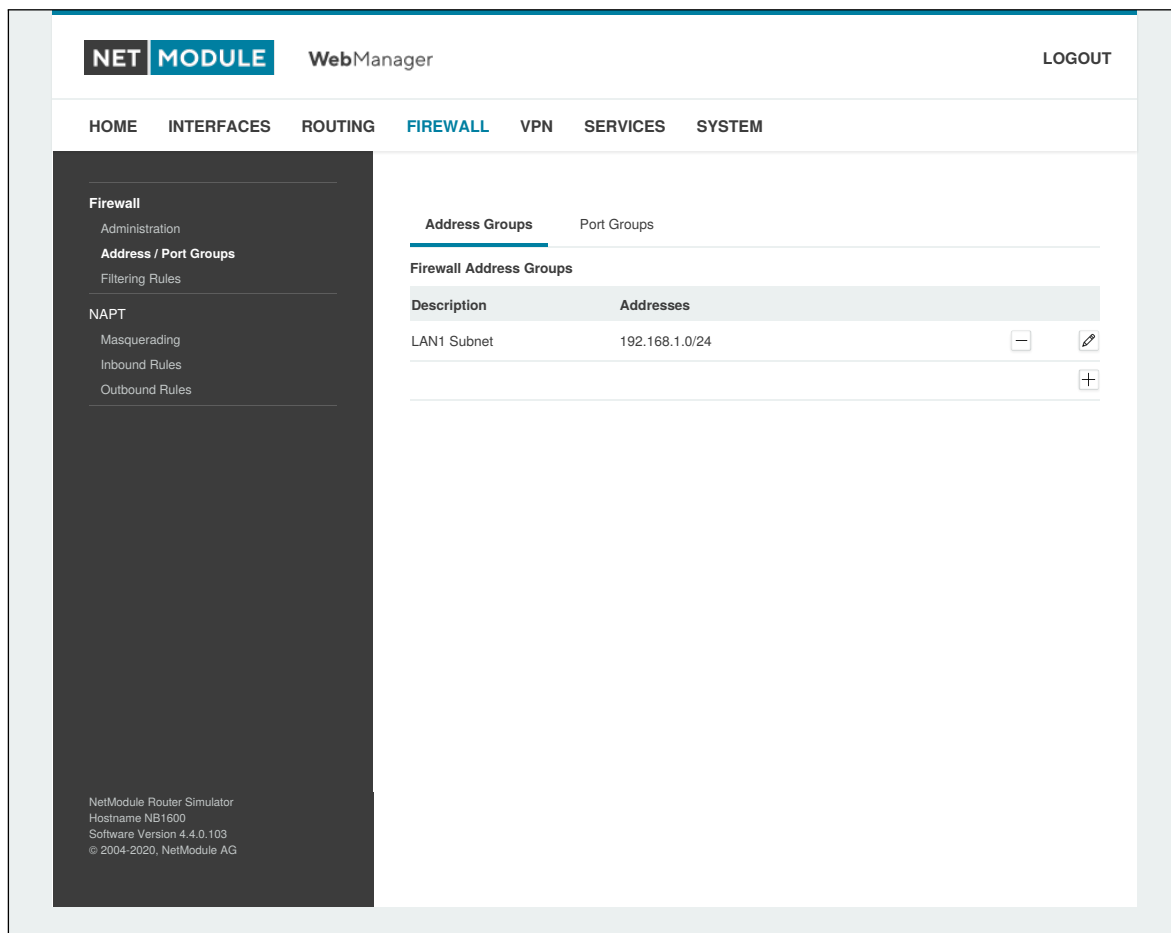 NET MODULE WebManager LOGOUT
HOME INTERFACES ROUTING FIREWALL VPN SERVICES SYSTEM
Firewall
Administration
Address / Port Groups
Filtering Rules
NAPT
Masquerading
Inbound Rules
Outbound Rules
NetModule Router Simulator
Hostname NB1600
Software Version 4.4.0.103
© 2004-2020, NetModule AG
Address Groups Port Groups
Firewall Address Groups
Description Addresses
LAN1 Subnet 192.168.1.0/24